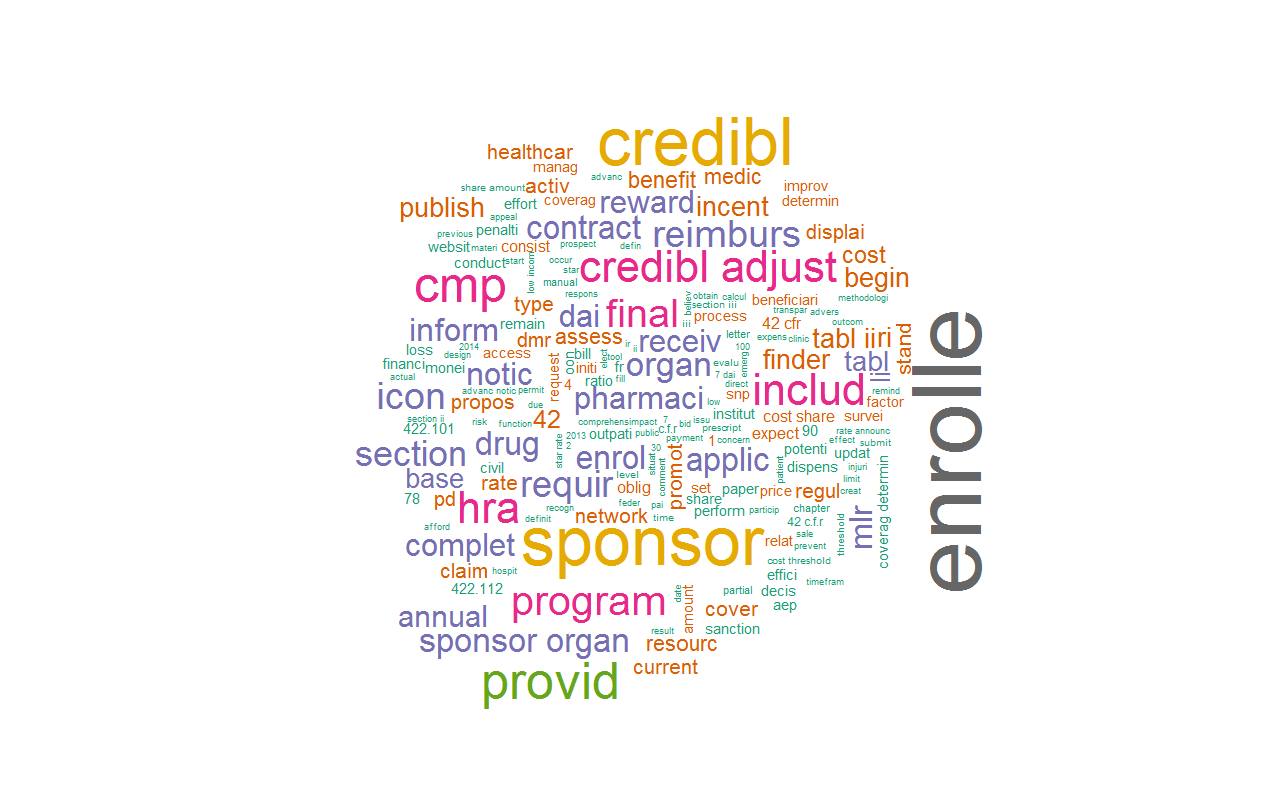 credibl
healthcar
manag
advanc
benefit
medic
share amount
activ
improv
determin
publish
effort
coverag
reward
incent
appeal
previous
penalti
contract
reimburs
displai
websit
materi
consist
prospect
defin
cost
conduct
start
low incom
occur
star
credibl adjust
begin
cmp
manual
respons
believ
obtain
calcul
beneficiari
methodologi
type
dai
final
section iii
process
transpar
advers
inform
remain
iii
42 cfr
outcom
dmr
assess
receiv
letter
expens
clinic
tabl ii
ri
stand
loss
2014
design
access
ir
ii
100
financi
monei
notic
request
oon
bill
elect
tool
organ
evalu
emerg
finder
tabl
initi
fr
7 dai
actual
4
ratio
fill
direct
ill
icon
advanc notic
permit
pharmaci
snp
includ
remind
propos
due
low
factor
section ii
42
comprehens
impact
7
bid
issu
institut
cost share
survei
422.101
risk
function
c.f.r
prescript
rate announc
star rate
2013
2
outpati
public
payment
1
concern
expect
90
effect
submit
section
drug
30
situat
potenti
updat
enrolle
civil
enrol
comment
promot
applic
patient
dispens
injuri
limit
base
rate
requir
level
oblig
set
paper
price
regul
creat
coverag determin
78
pd
hra
recogn
feder
pai
share
perform
particip
chapter
mlr
definit
network
time
42 c.f.r
threshold
afford
sponsor
relat
sale
prevent
complet
cost threshold
claim
hospit
effici
timefram
422.112
program
date
amount
partial
decis
cover
aep
annual
result
sanction
sponsor organ
resourc
current
provid